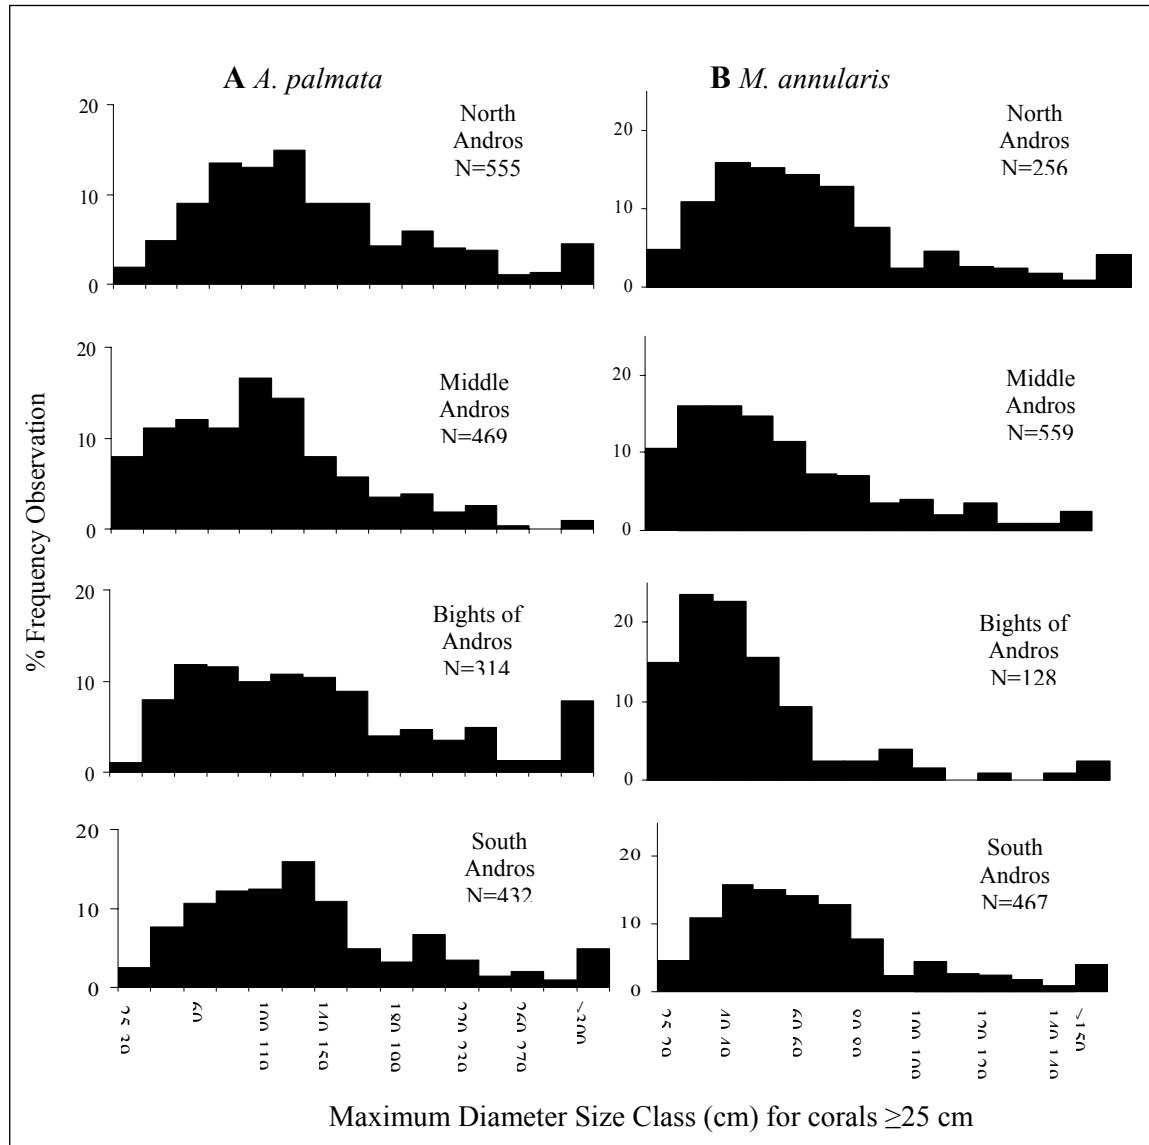 A A. palmata
B M. annularis
% Frequency Observation
20
10
0
North
Andros
N=555
20
10
0
North
Andros
N=256
20
10
0
Middle
Andros
N=469
20
10
0
Middle
Andros
N=559
20
10
0
Bights of
Andros
N=314
20
10
0
Bights of
Andros
N=128
20
10
0
South
Andros
N=432
20
10
0
South
Andros
N=467
Maximum Diameter Size Class (cm) for corals ≥25 cm